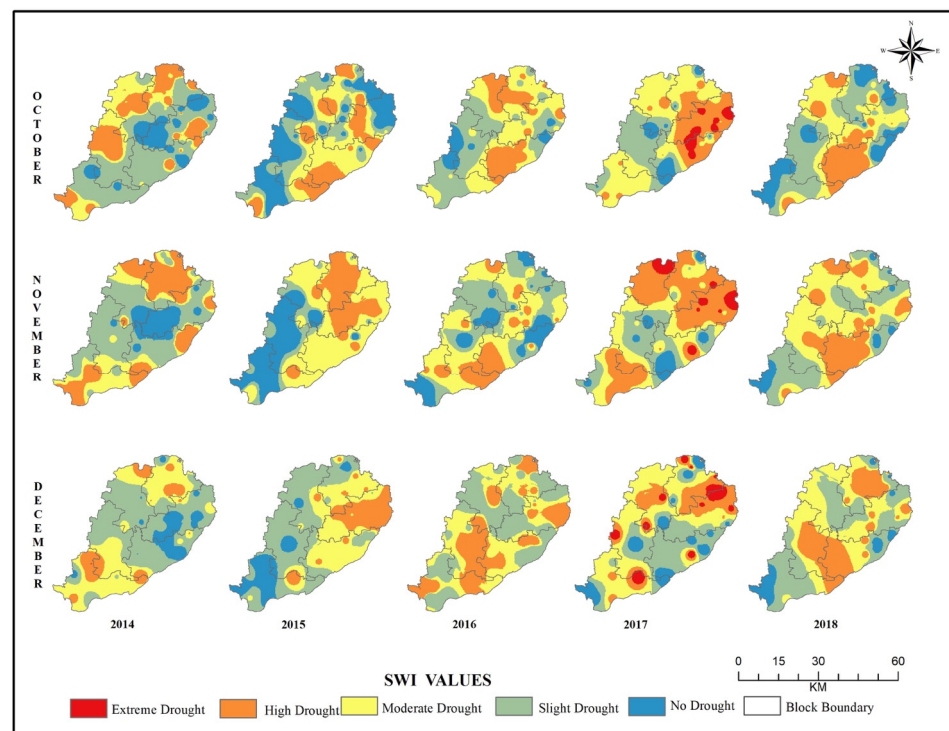 N
W E
S
OCTOBER
NOVEMBER
DECEMBER
2014 2015 2016 2017 2018
SWI VALUES
0 30 60
KM
Extreme Drought High Drought Moderate Drought Slight Drought No Drought Block Boundary